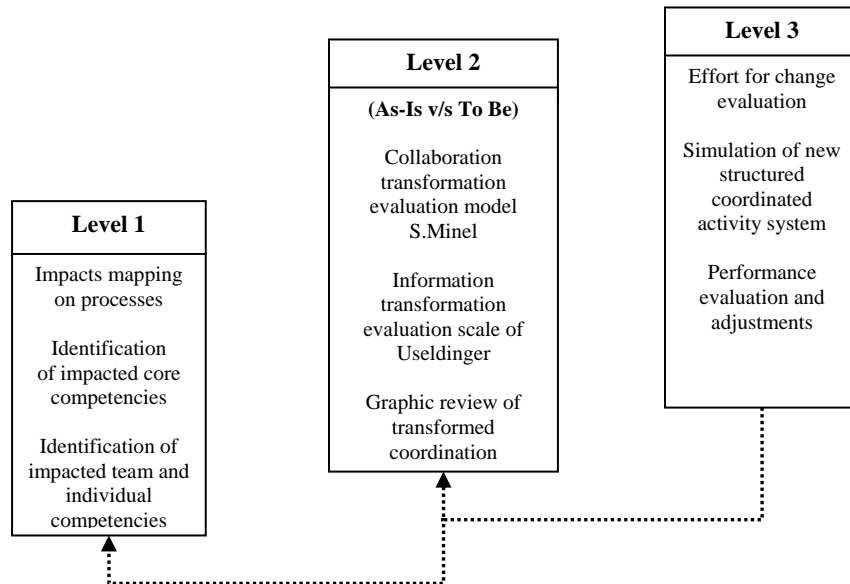 Level 1
Impacts mapping
on processes
Identification
of impacted core
competencies
Identification of
impacted team and
individual
competencies
Level 2
(As-Is v/s To Be)
Collaboration
transformation
evaluation model
S.Minel
Information
transformation
evaluation scale of
Useldinger
Graphic review of
transformed
coordination
Level 3
Effort for change
evaluation
Simulation of new
structured
coordinated
activity system
Performance
evaluation and
adjustments